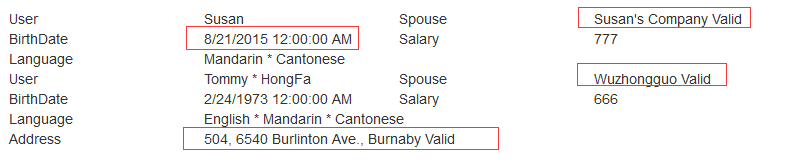 User Susan Spouse Susan's Company Valid
BirthDate 8/21/2015 12:00:00 AM Salary 777
Language Mandarin * Cantonese
User Tommy * HongFa Spouse Wuzhongguo Valid
BirthDate 2/24/1973 12:00:00 AM Salary 666
Language English * Mandarin * Cantonese
Address 504, 6540 Burlinton Ave., Burnaby Valid